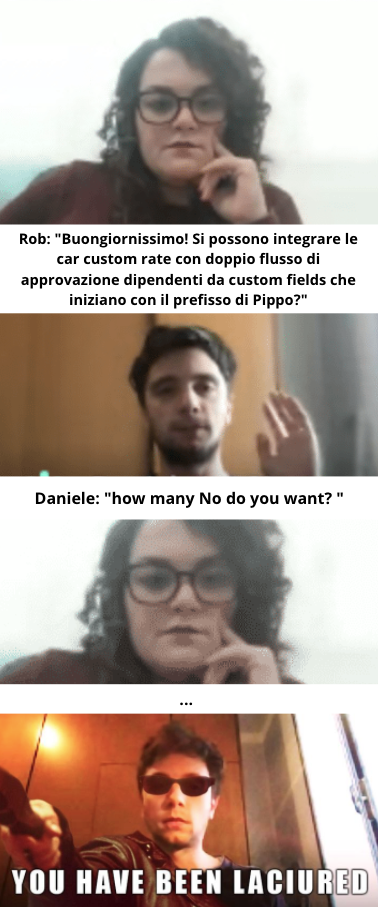 Rob: "Buongiornissimo! Si possono integrare le
car custom rate con doppio flusso di
approvazione dipendenti da custom fields che
iniziano con il prefisso di Pippo?"
Daniele: "how many No do you want? "
...
YOU HAVE BEEN LACIURED